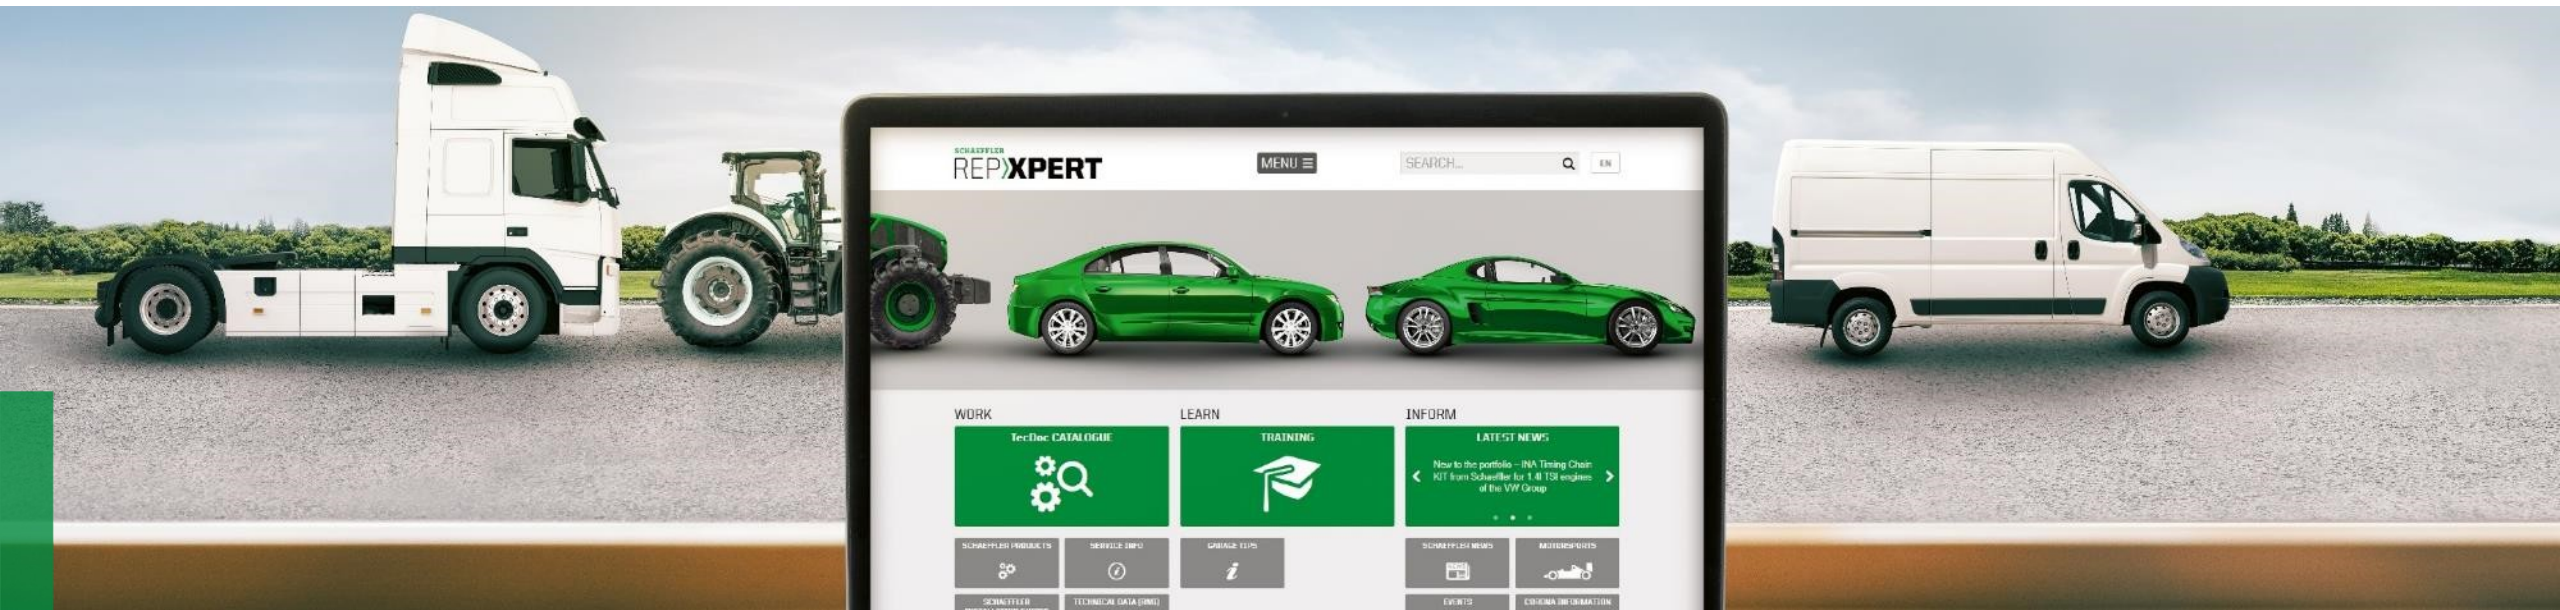 SCHAEFFLER
REP›XPERT
MENU
SEARCH...
EN
WORK
LEARN
INFORM
TecDoc CATALOGUE
TRAINING
LATEST NEWS
New to the portfolio – INA Timing Chain
KIT from Schaeffler for 1.4l TSI engines
of the VW Group
SCHAEFFLER PRODUCTS
SERVICE INFO
GARAGE TIPS
SCHAEFFLER NEWS
MOTORSPORTS
SCHAEFFLER
TECHNICAL DATA (RMI)
EVENTS
CORONA INFORMATION